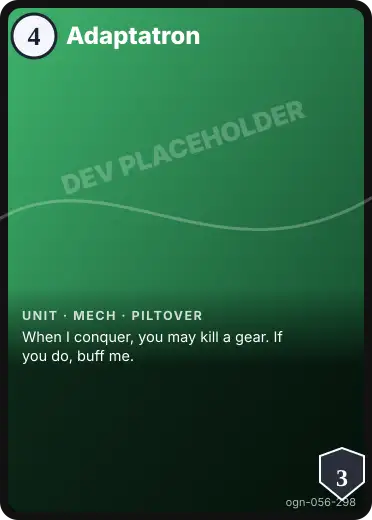 4 Adaptatron
DEV PLACEHOLDER
UNIT · MECH · PILTOVER
When I conquer, you may kill a gear. If
you do, buff me.
3
ogn-056-298